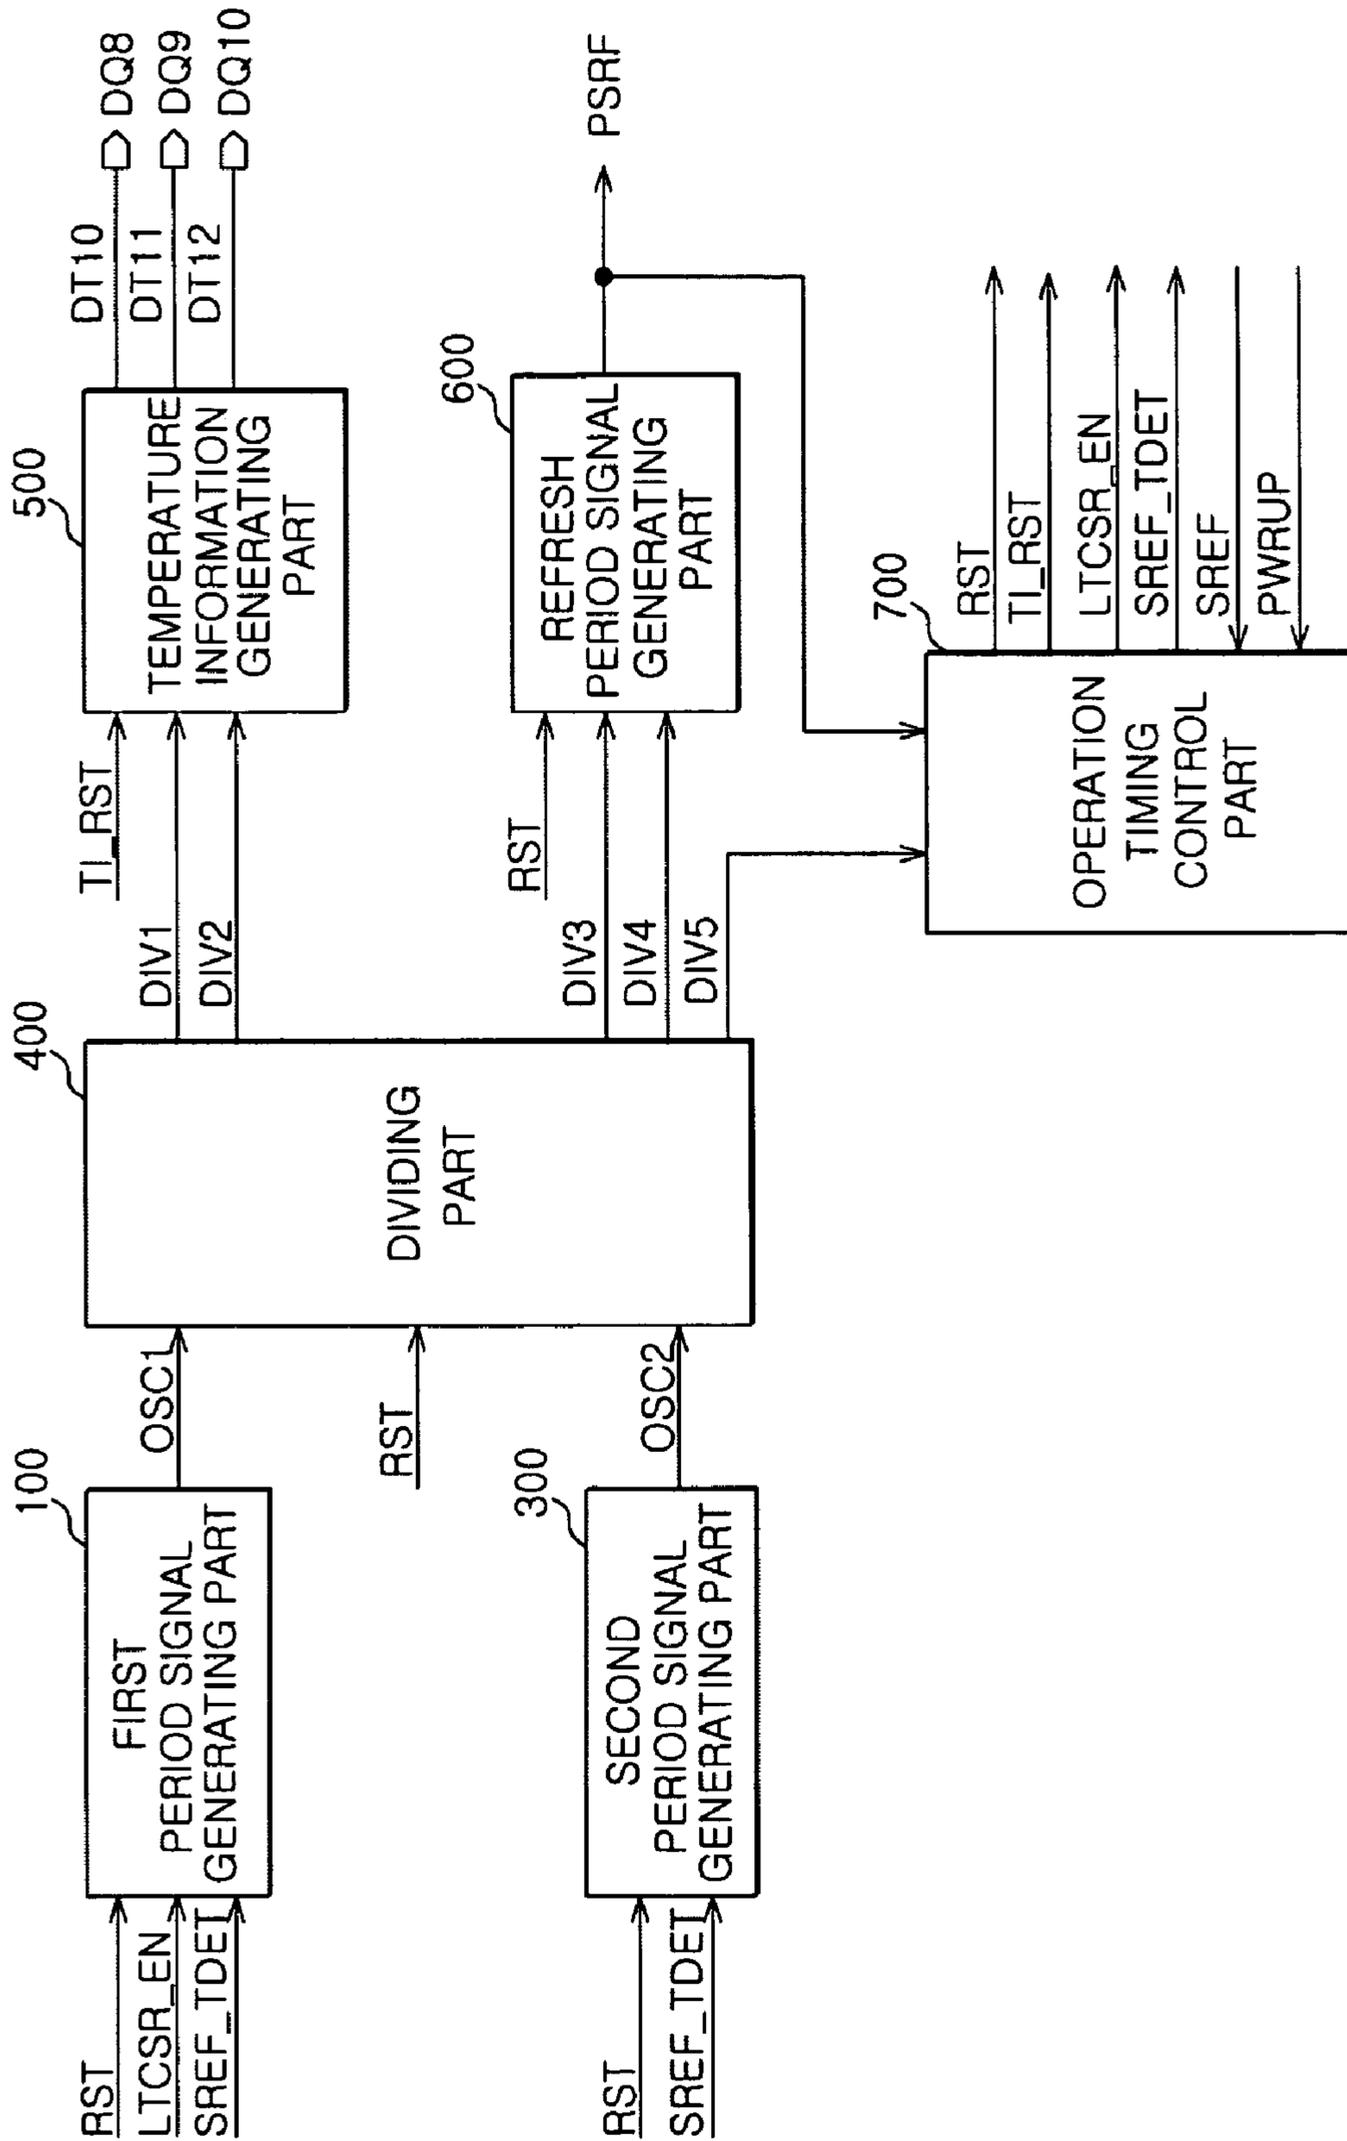 100
FIRST
PERIOD SIGNAL
GENERATING PART
RST
LTCSR_EN
SREF_TDET
OSC1
300
SECOND
PERIOD SIGNAL
GENERATING PART
RST
SREF_TDET
OSC2
RST
400
DIVIDING
PART
DIV1
DIV2
DIV3
DIV4
DIV5
TI_RST
500
TEMPERATURE
INFORMATION
GENERATING
PART
DT10
DT11
DT12
DQ8
DQ9
DQ10
RST
600
REFRESH
PERIOD SIGNAL
GENERATING
PART
PSRF
700
OPERATION
TIMING
CONTROL
PART
RST
TI_RST
LTCSR_EN
SREF_TDET
SREF
PWRUP